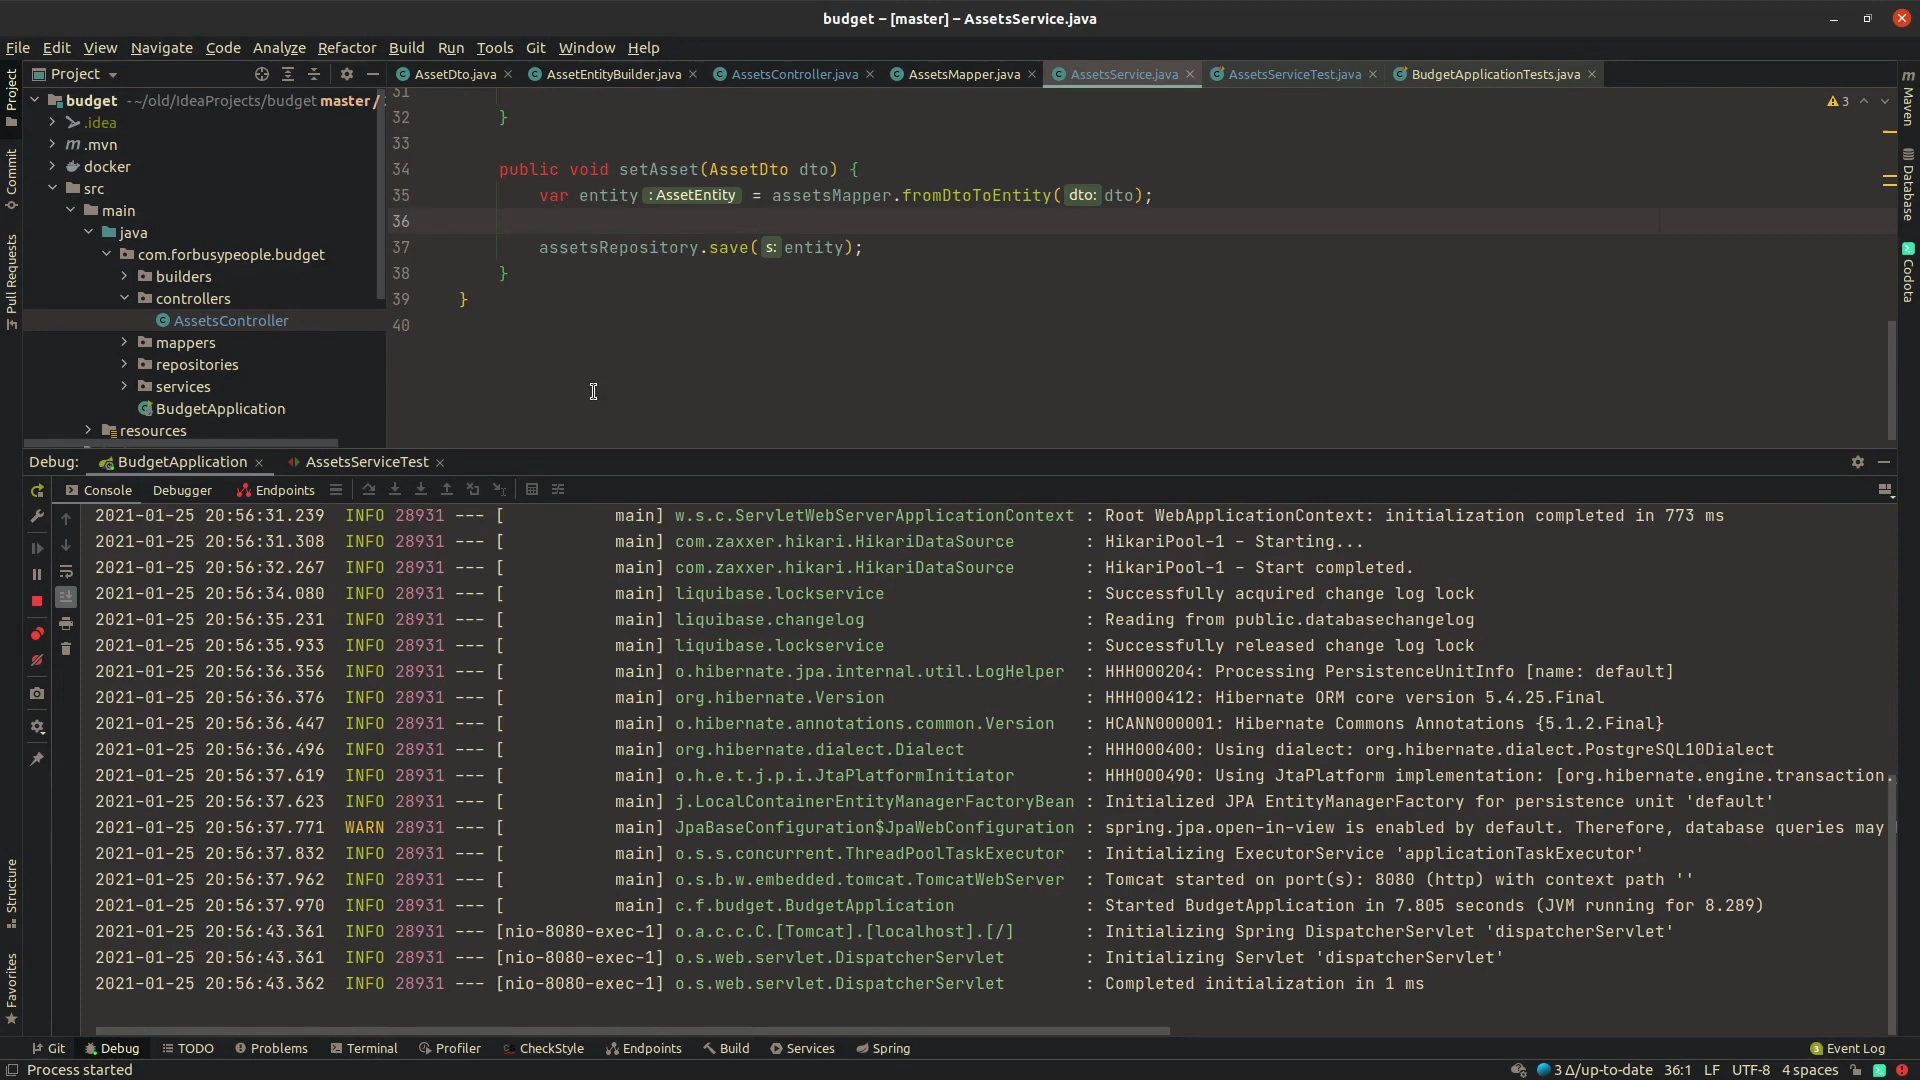 budget – [master] – AssetsService.java
File Edit View Navigate Code Analyze Refactor Build Run Tools Git Window Help
Project
AssetDto.java AssetEntityBuilder.java AssetsController.java AssetsMapper.java AssetsService.java AssetsServiceTest.java BudgetApplicationTests.java
Project
Commit
Pull Requests
Structure
Favorites
budget ~/old/IdeaProjects/budget master /
.idea
.mvn
docker
src
main
java
com.forbusypeople.budget
builders
controllers
AssetsController
mappers
repositories
services
BudgetApplication
resources
3
31
32 }
33
34 public void setAsset(AssetDto dto) {
35 var entity : AssetEntity = assetsMapper.fromDtoToEntity( dto: dto);
36
37 assetsRepository.save( s: entity);
38 }
39 }
40
Maven
Database
Codota
Debug: BudgetApplication AssetsServiceTest
Console Debugger Endpoints
2021-01-25 20:56:31.239 INFO 28931 --- [ main] w.s.c.ServletWebServerApplicationContext : Root WebApplicationContext: initialization completed in 773 ms
2021-01-25 20:56:31.308 INFO 28931 --- [ main] com.zaxxer.hikari.HikariDataSource : HikariPool-1 - Starting...
2021-01-25 20:56:32.267 INFO 28931 --- [ main] com.zaxxer.hikari.HikariDataSource : HikariPool-1 - Start completed.
2021-01-25 20:56:34.080 INFO 28931 --- [ main] liquibase.lockservice : Successfully acquired change log lock
2021-01-25 20:56:35.231 INFO 28931 --- [ main] liquibase.changelog : Reading from public.databasechangelog
2021-01-25 20:56:35.933 INFO 28931 --- [ main] liquibase.lockservice : Successfully released change log lock
2021-01-25 20:56:36.356 INFO 28931 --- [ main] o.hibernate.jpa.internal.util.LogHelper : HHH000204: Processing PersistenceUnitInfo [name: default]
2021-01-25 20:56:36.376 INFO 28931 --- [ main] org.hibernate.Version : HHH000412: Hibernate ORM core version 5.4.25.Final
2021-01-25 20:56:36.447 INFO 28931 --- [ main] o.hibernate.annotations.common.Version : HCANN000001: Hibernate Commons Annotations {5.1.2.Final}
2021-01-25 20:56:36.496 INFO 28931 --- [ main] org.hibernate.dialect.Dialect : HHH000400: Using dialect: org.hibernate.dialect.PostgreSQL10Dialect
2021-01-25 20:56:37.619 INFO 28931 --- [ main] o.h.e.t.j.p.i.JtaPlatformInitiator : HHH000490: Using JtaPlatform implementation: [org.hibernate.engine.transaction.
2021-01-25 20:56:37.623 INFO 28931 --- [ main] j.LocalContainerEntityManagerFactoryBean : Initialized JPA EntityManagerFactory for persistence unit 'default'
2021-01-25 20:56:37.771 WARN 28931 --- [ main] JpaBaseConfiguration$JpaWebConfiguration : spring.jpa.open-in-view is enabled by default. Therefore, database queries may
2021-01-25 20:56:37.832 INFO 28931 --- [ main] o.s.s.concurrent.ThreadPoolTaskExecutor : Initializing ExecutorService 'applicationTaskExecutor'
2021-01-25 20:56:37.962 INFO 28931 --- [ main] o.s.b.w.embedded.tomcat.TomcatWebServer : Tomcat started on port(s): 8080 (http) with context path ''
2021-01-25 20:56:37.970 INFO 28931 --- [ main] c.f.budget.BudgetApplication : Started BudgetApplication in 7.805 seconds (JVM running for 8.289)
2021-01-25 20:56:43.361 INFO 28931 --- [nio-8080-exec-1] o.a.c.c.C.[Tomcat].[localhost].[/] : Initializing Spring DispatcherServlet 'dispatcherServlet'
2021-01-25 20:56:43.361 INFO 28931 --- [nio-8080-exec-1] o.s.web.servlet.DispatcherServlet : Initializing Servlet 'dispatcherServlet'
2021-01-25 20:56:43.362 INFO 28931 --- [nio-8080-exec-1] o.s.web.servlet.DispatcherServlet : Completed initialization in 1 ms
Git Debug TODO Problems Terminal Profiler CheckStyle Endpoints Build Services Spring 3 Event Log
Process started 3 Δ/up-to-date 36:1 LF UTF-8 4 spaces